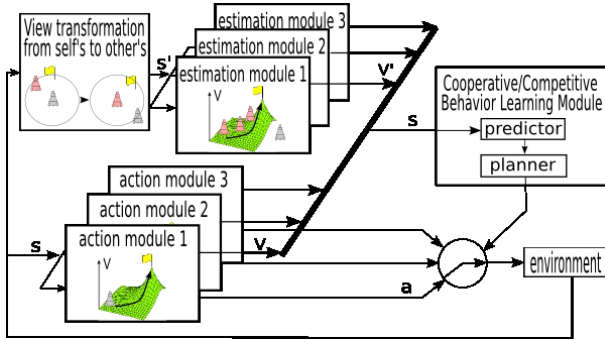 View transformation
from self's to other's
s'
estimation module 3
estimation module 2
estimation module 1
V
V'
Cooperative/Competitive
Behavior Learning Module
s
predictor
planner
action module 3
action module 2
action module 1
s
V
V
a
environment